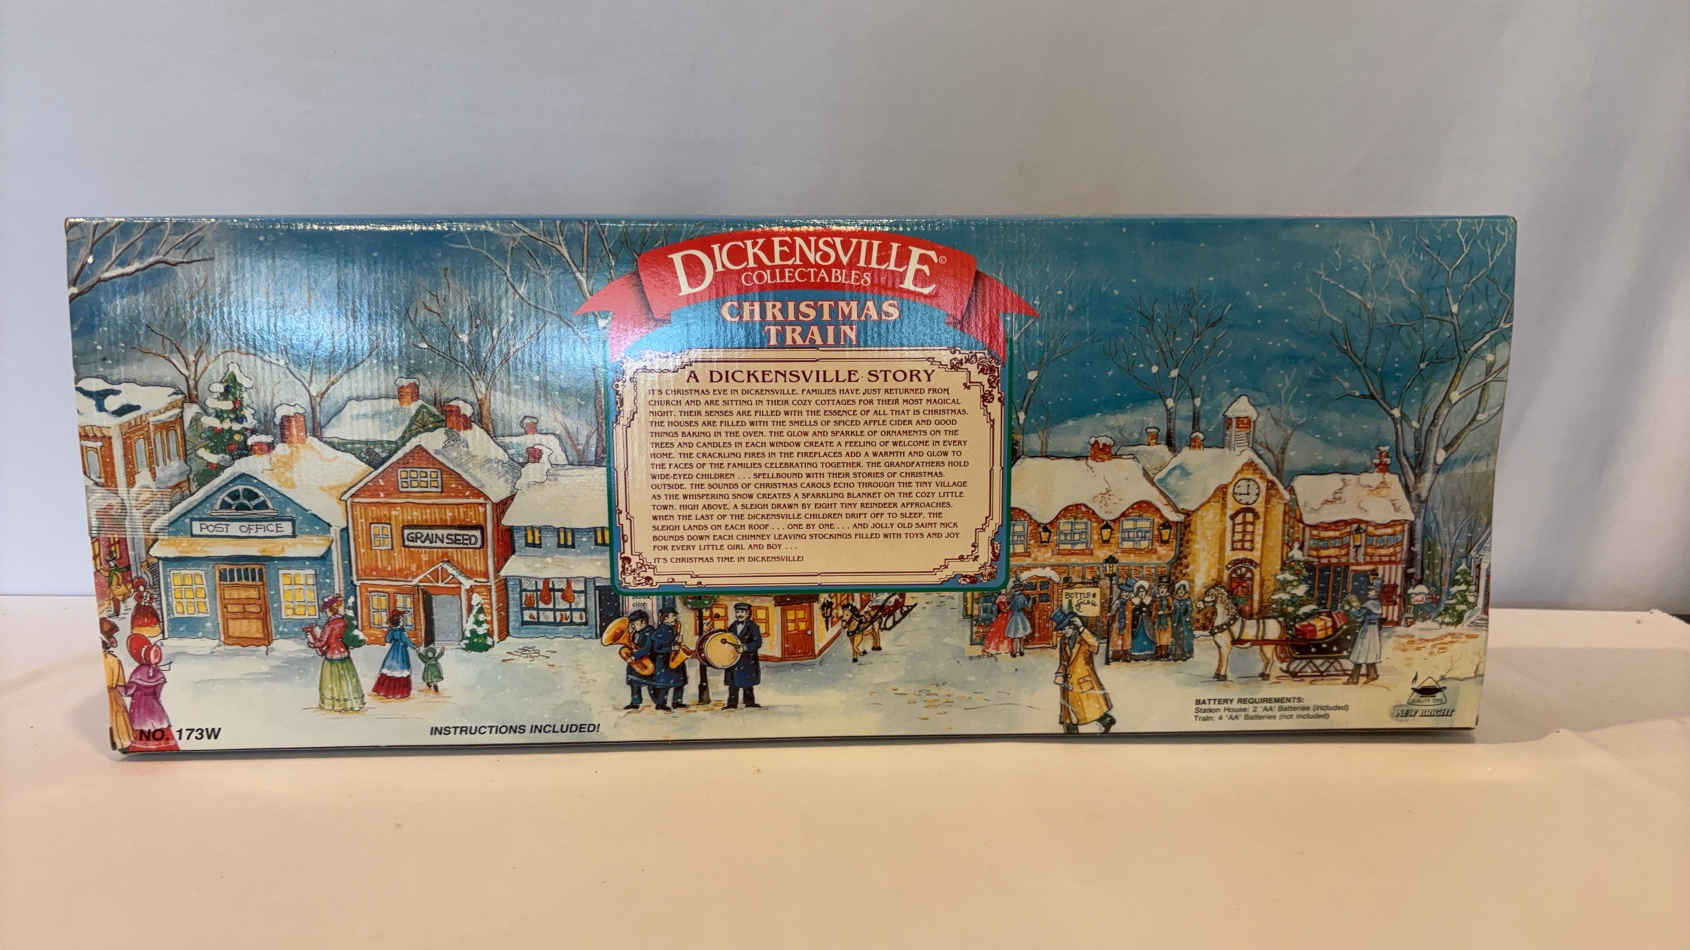 DICKENSVILLE©
COLLECTABLES
CHRISTMAS
TRAIN
A DICKENSVILLE STORY
IT'S CHRISTMAS EVE IN DICKENSVILLE. FAMILIES HAVE JUST RETURNED FROM
CHURCH AND ARE SITTING IN THEIR COZY COTTAGES FOR THEIR MOST MAGICAL
NIGHT. THEIR SENSES ARE FILLED WITH THE ESSENCE OF ALL THAT IS CHRISTMAS.
THE HOUSES ARE FILLED WITH THE SMELLS OF SPICED APPLE CIDER AND GOOD
THINGS BAKING IN THE OVEN. THE GLOW AND SPARKLE OF ORNAMENTS ON THE
TREES AND CANDLES IN EACH WINDOW CREATE A FEELING OF WELCOME IN EVERY
HOME. THE CRACKLING FIRES IN THE FIREPLACES ADD A WARMTH AND GLOW TO
THE FACES OF THE FAMILIES CELEBRATING TOGETHER. THE GRANDFATHERS HOLD
WIDE-EYED CHILDREN . . . SPELLBOUND WITH THEIR STORIES OF CHRISTMAS.
OUTSIDE, THE SOUNDS OF CHRISTMAS CAROLS ECHO THROUGH THE TINY VILLAGE
AS THE WHISPERING SNOW CREATES A SPARKLING BLANKET ON THE COZY LITTLE
TOWN. HIGH ABOVE, A SLEIGH DRAWN BY EIGHT TINY REINDEER APPROACHES.
WHEN THE LAST OF THE DICKENSVILLE CHILDREN DRIFT OFF TO SLEEP, THE
SLEIGH LANDS ON EACH ROOF . . . ONE BY ONE . . . AND JOLLY OLD SAINT NICK
BOUNDS DOWN EACH CHIMNEY LEAVING STOCKINGS FILLED WITH TOYS AND JOY
FOR EVERY LITTLE GIRL AND BOY . . .
IT'S CHRISTMAS TIME IN DICKENSVILLE!
POST OFFICE
GRAIN SEED
BOTTLE &
NO. 173W
INSTRUCTIONS INCLUDED!
BATTERY REQUIREMENTS:
Station House: 2 'AA' Batteries (included)
Train: 4 'AA' Batteries (not included)
NEW BRIGHT